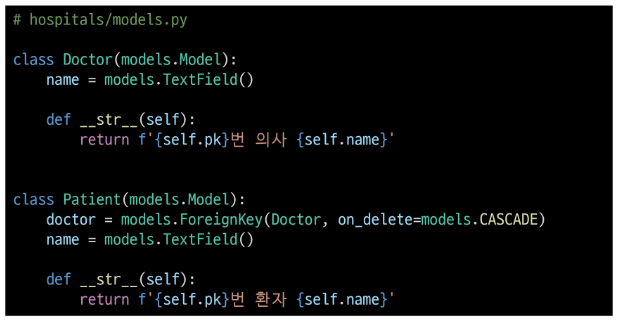 # hospitals/models.py
class Doctor(models.Model):
name = models.TextField()
def __str__(self):
return f'{self.pk}번 의사 {self.name}'
class Patient(models.Model):
doctor = models.ForeignKey(Doctor, on_delete=models.CASCADE)
name = models.TextField()
def __str__(self):
return f'{self.pk}번 환자 {self.name}'